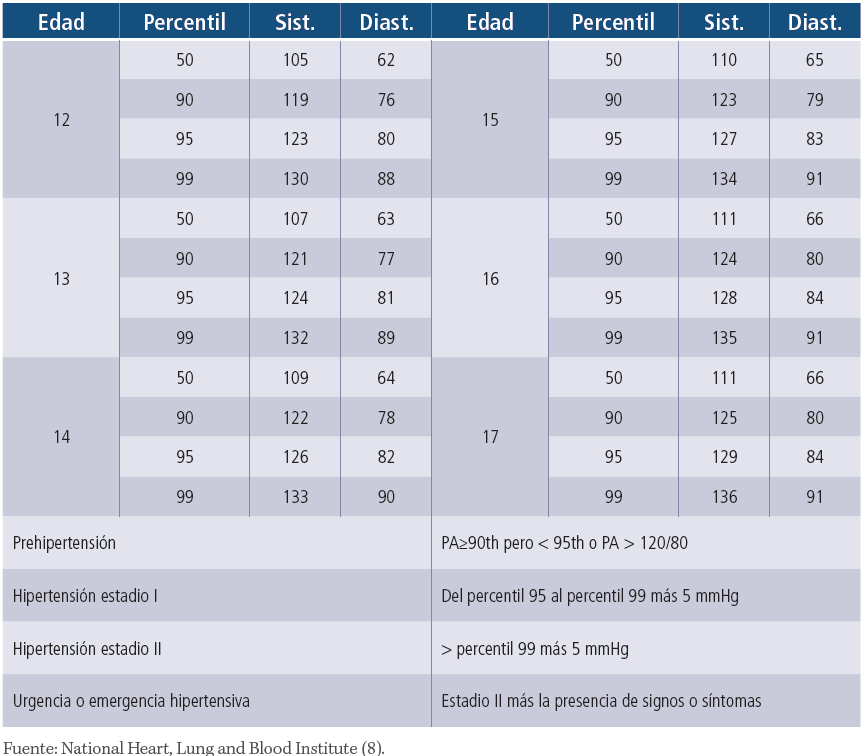 Edad Percentil Sist. Diast. Edad Percentil Sist. Diast.
12 50 105 62 15 50 110 65
90 119 76 90 123 79
95 123 80 95 127 83
99 130 88 99 134 91
13 50 107 63 16 50 111 66
90 121 77 90 124 80
95 124 81 95 128 84
99 132 89 99 135 91
14 50 109 64 17 50 111 66
90 122 78 90 125 80
95 126 82 95 129 84
99 133 90 99 136 91
Prehipertensión PA≥90th pero < 95th o PA > 120/80
Hipertensión estadio I Del percentil 95 al percentil 99 más 5 mmHg
Hipertensión estadio II > percentil 99 más 5 mmHg
Urgencia o emergencia hipertensiva Estadio II más la presencia de signos o síntomas
Fuente: National Heart, Lung and Blood Institute (8).